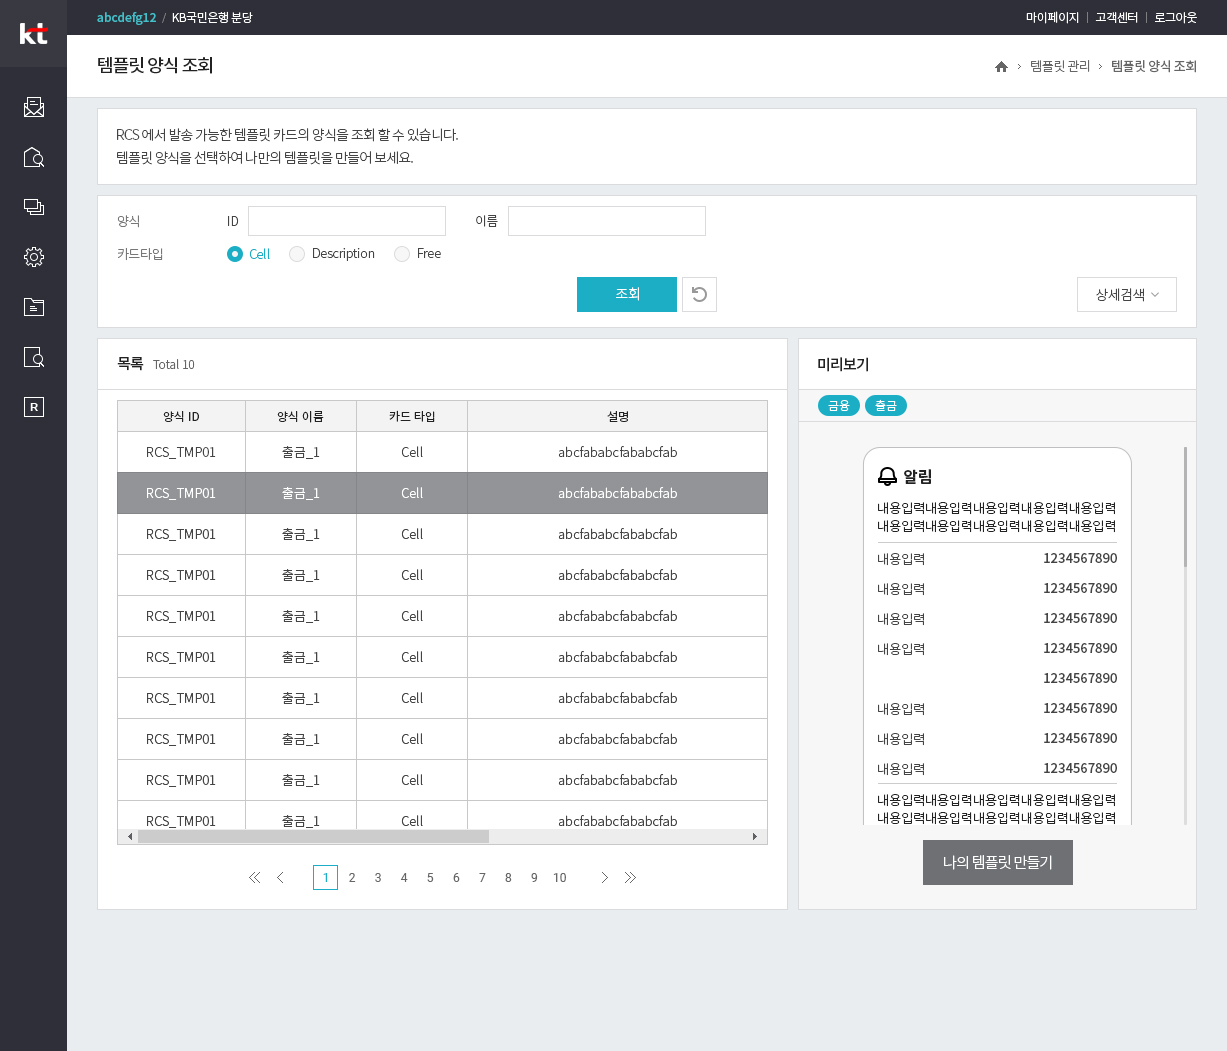 kt
abcdefg12 / KB국민은행 분당
마이페이지 | 고객센터 | 로그아웃
템플릿 양식 조회
템플릿 관리 > 템플릿 양식 조회
RCS 에서 발송 가능한 템플릿 카드의 양식을 조회 할 수 있습니다.
템플릿 양식을 선택하여 나만의 템플릿을 만들어 보세요.
양식 ID 이름
카드타입 Cell Description Free
조회 상세검색
R
목록 Total 10
양식 ID 양식 이름 카드 타입 설명
RCS_TMP01 출금_1 Cell abcfababcfababcfab
RCS_TMP01 출금_1 Cell abcfababcfababcfab
RCS_TMP01 출금_1 Cell abcfababcfababcfab
RCS_TMP01 출금_1 Cell abcfababcfababcfab
RCS_TMP01 출금_1 Cell abcfababcfababcfab
RCS_TMP01 출금_1 Cell abcfababcfababcfab
RCS_TMP01 출금_1 Cell abcfababcfababcfab
RCS_TMP01 출금_1 Cell abcfababcfababcfab
RCS_TMP01 출금_1 Cell abcfababcfababcfab
RCS_TMP01 출금_1 Cell abcfababcfababcfab
1 2 3 4 5 6 7 8 9 10
미리보기
금융 출금
알림
내용입력내용입력내용입력내용입력내용입력
내용입력내용입력내용입력내용입력내용입력
내용입력 1234567890
내용입력 1234567890
내용입력 1234567890
내용입력 1234567890
1234567890
내용입력 1234567890
내용입력 1234567890
내용입력 1234567890
내용입력내용입력내용입력내용입력내용입력
내용입력내용입력내용입력내용입력내용입력
나의 템플릿 만들기